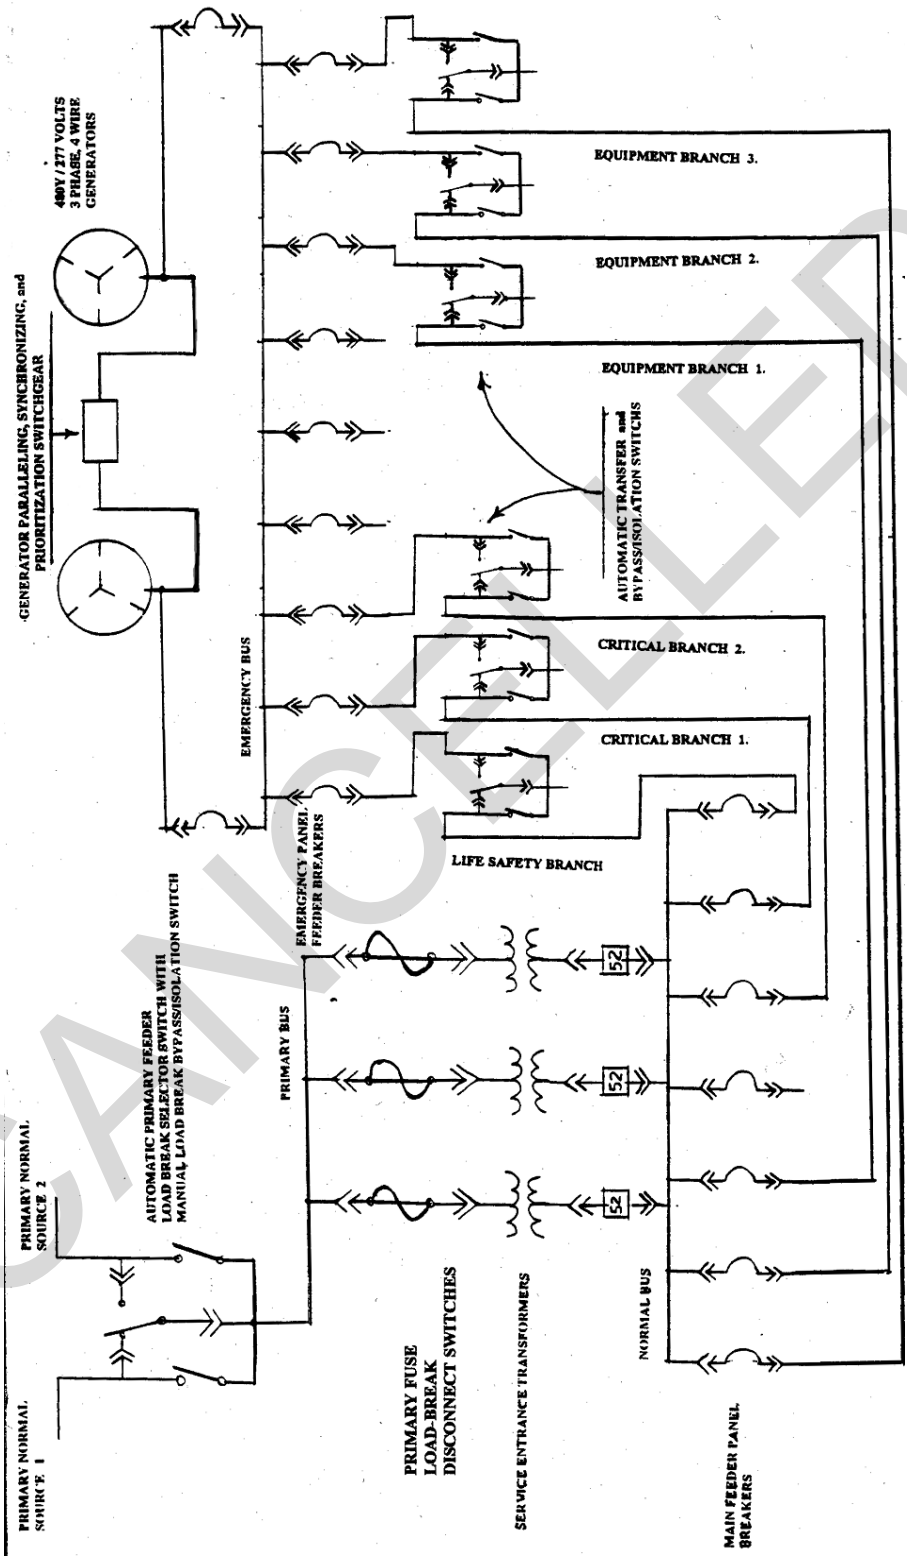 PRIMARY NORMAL
SOURCE 1
PRIMARY NORMAL
SOURCE 2
AUTOMATIC PRIMARY FEEDER
LOAD BREAK SELECTOR SWITCH WITH
MANUAL LOAD BREAK BYPASS/ISOLATION SWITCH
GENERATOR PARALLELING, SYNCHRONIZING, and
PRIORITIZATION SWITCHGEAR
480Y / 277 VOLTS
3 PHASE, 4 WIRE
GENERATORS
PRIMARY BUS
EMERGENCY BUS
EMERGENCY PANEL
FEEDER BREAKERS
PRIMARY FUSE
LOAD-BREAK
DISCONNECT SWITCHES
LIFE SAFETY BRANCH
CRITICAL BRANCH 1.
CRITICAL BRANCH 2.
EQUIPMENT BRANCH 1.
EQUIPMENT BRANCH 2.
EQUIPMENT BRANCH 3.
AUTOMATIC TRANSFER and
BYPASS/ISOLATION SWITCHS
SERVICE ENTRANCE TRANSFORMERS
52
52
52
NORMAL BUS
MAIN FEEDER PANEL
BREAKERS
CANCELLED